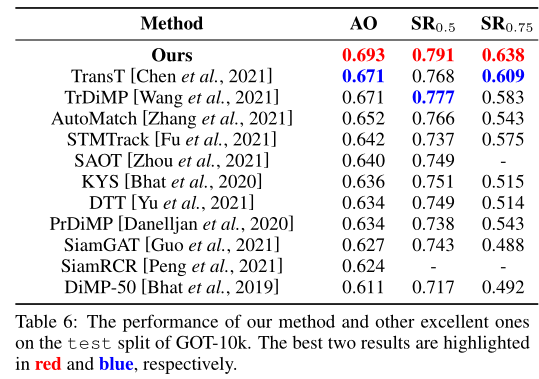 Method AO SR0.5 SR0.75
Ours 0.693 0.791 0.638
TransT [Chen et al., 2021] 0.671 0.768 0.609
TrDiMP [Wang et al., 2021] 0.671 0.777 0.583
AutoMatch [Zhang et al., 2021] 0.652 0.766 0.543
STMTrack [Fu et al., 2021] 0.642 0.737 0.575
SAOT [Zhou et al., 2021] 0.640 0.749 -
KYS [Bhat et al., 2020] 0.636 0.751 0.515
DTT [Yu et al., 2021] 0.634 0.749 0.514
PrDiMP [Danelljan et al., 2020] 0.634 0.738 0.543
SiamGAT [Guo et al., 2021] 0.627 0.743 0.488
SiamRCR [Peng et al., 2021] 0.624 - -
DiMP-50 [Bhat et al., 2019] 0.611 0.717 0.492
Table 6: The performance of our method and other excellent ones
on the test split of GOT-10k. The best two results are highlighted
in red and blue, respectively.